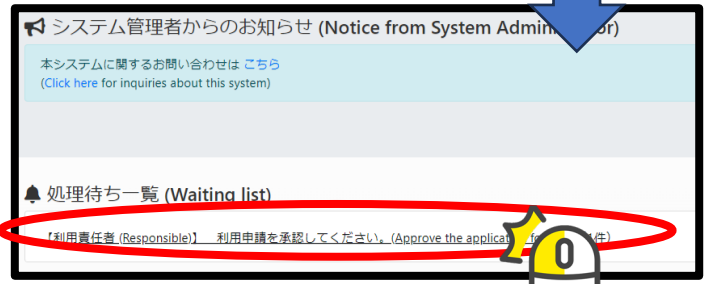 システム管理者からのお知らせ (Notice from System Admini or)
本システムに関するお問い合わせは こちら
(Click here for inquiries about this system)
処理待ち一覧 (Waiting list)
【利用責任者 (Responsible)】 利用申請を承認してください。(Approve the applicat 件)